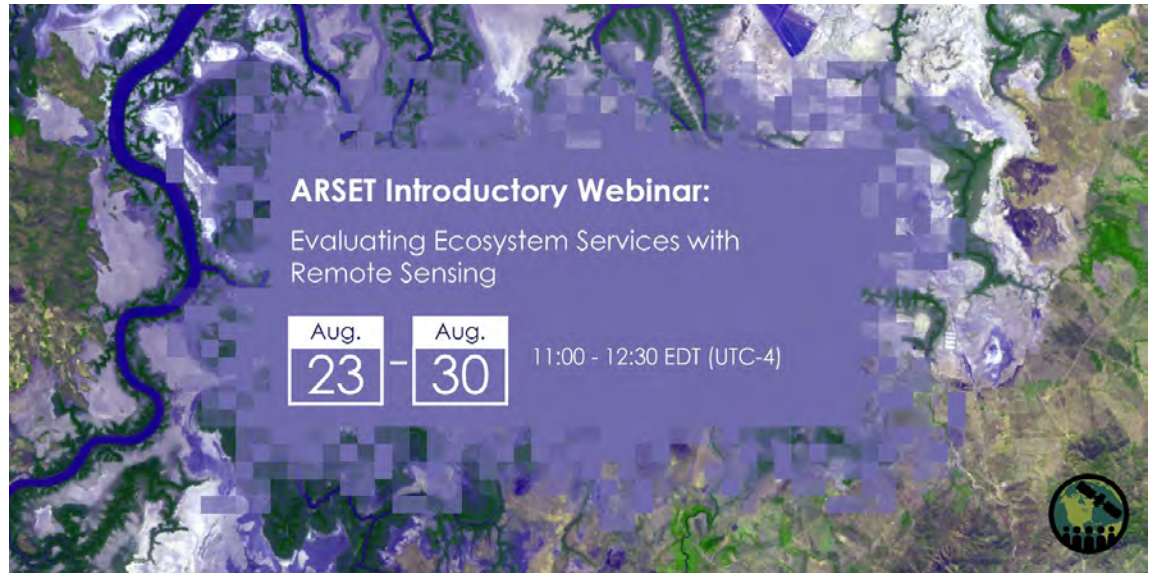 ARSET Introductory Webinar:
Evaluating Ecosystem Services with
Remote Sensing
Aug. Aug.
23 - 30 11:00 - 12:30 EDT (UTC-4)